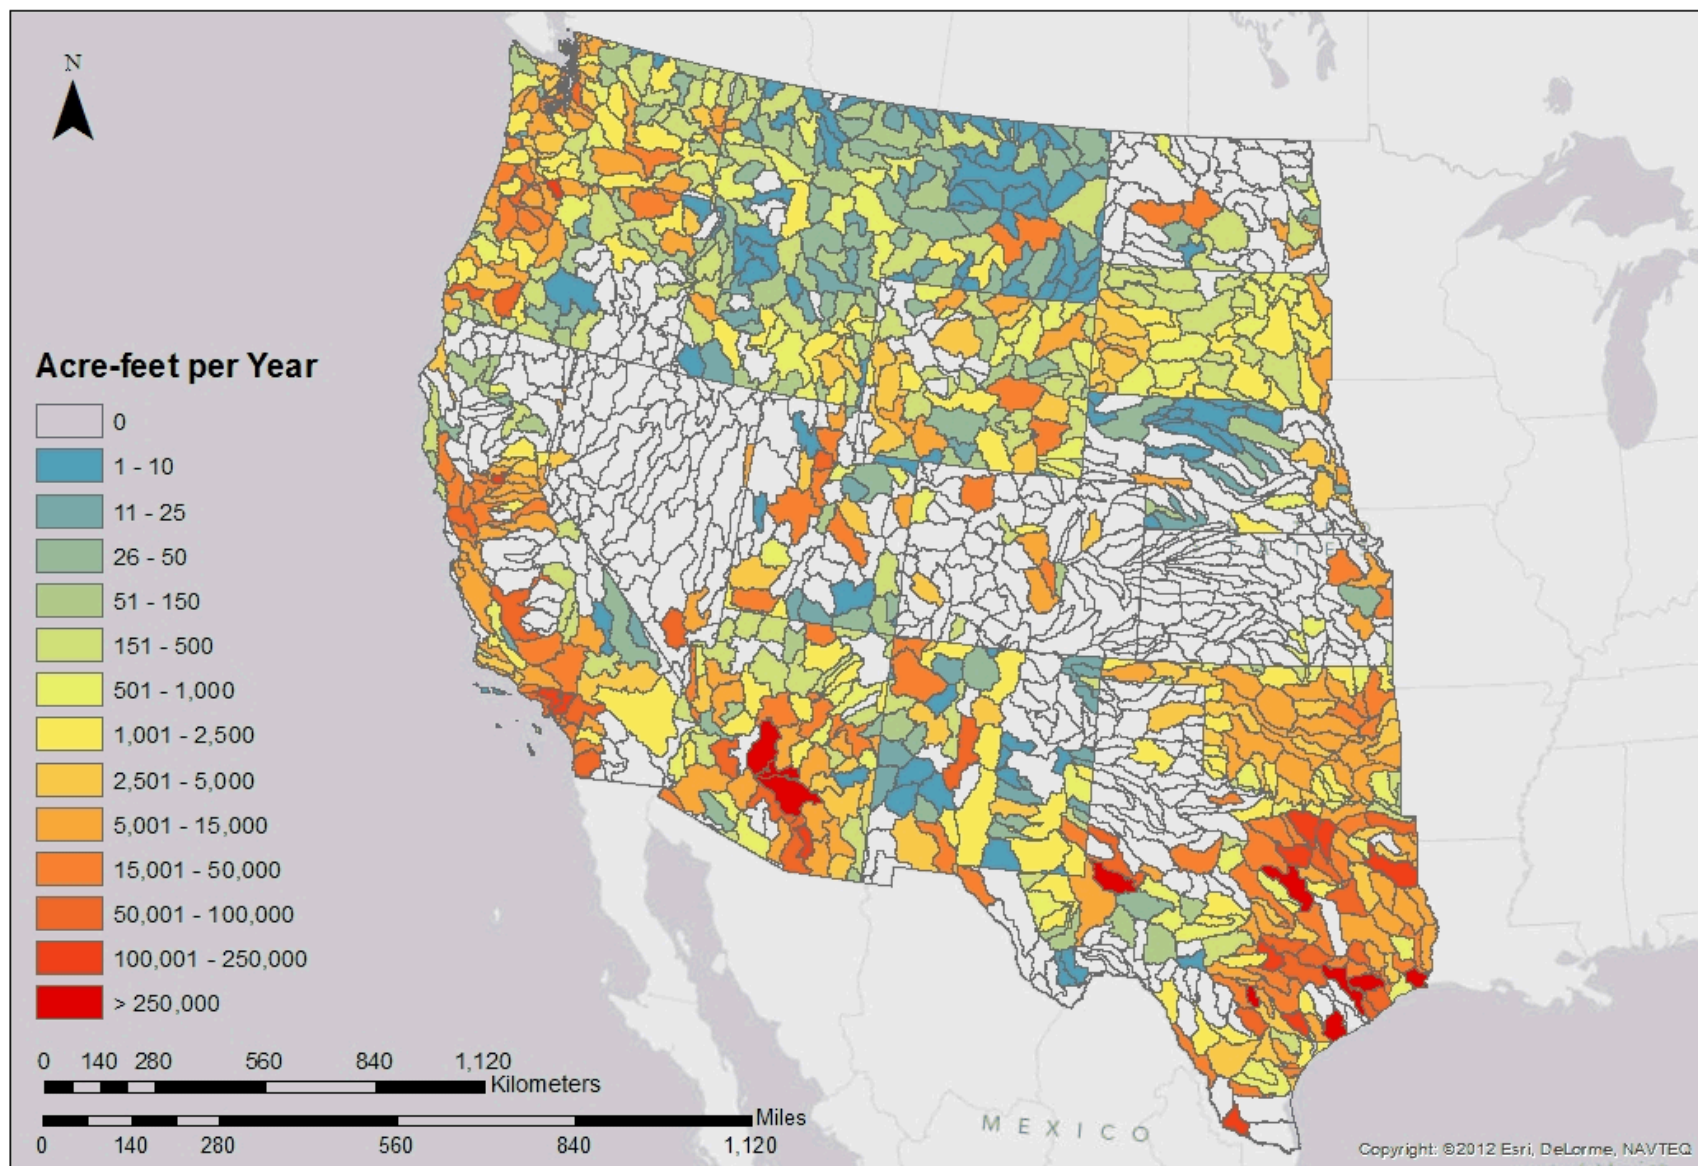 N
Acre-feet per Year
0
1 - 10
11 - 25
26 - 50
51 - 150
151 - 500
501 - 1,000
1,001 - 2,500
2,501 - 5,000
5,001 - 15,000
15,001 - 50,000
50,001 - 100,000
100,001 - 250,000
> 250,000
0 140 280 560 840 1,120
Kilometers
Miles
0 140 280 560 840 1,120
MEXICO
Copyright: ©2012 Esri, DeLorme, NAVTEQ